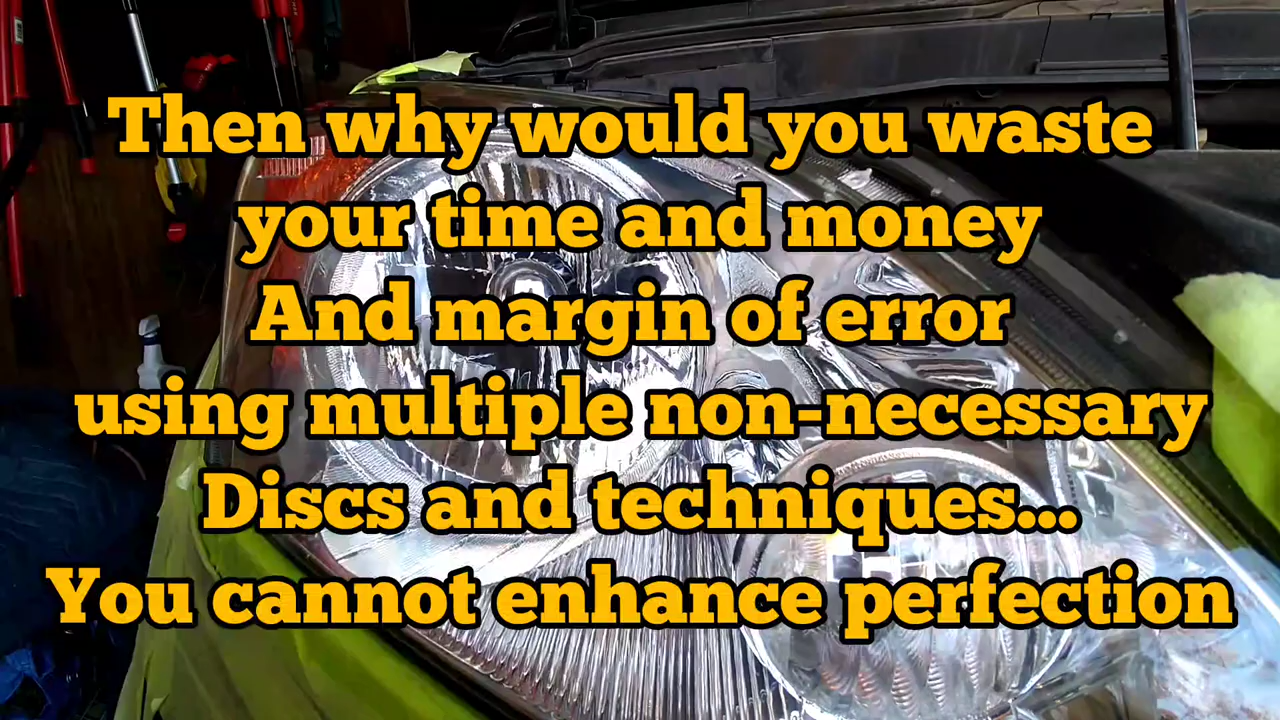 Then why would you waste
your time and money
And margin of error
using multiple non-necessary
Discs and techniques...
You cannot enhance perfection